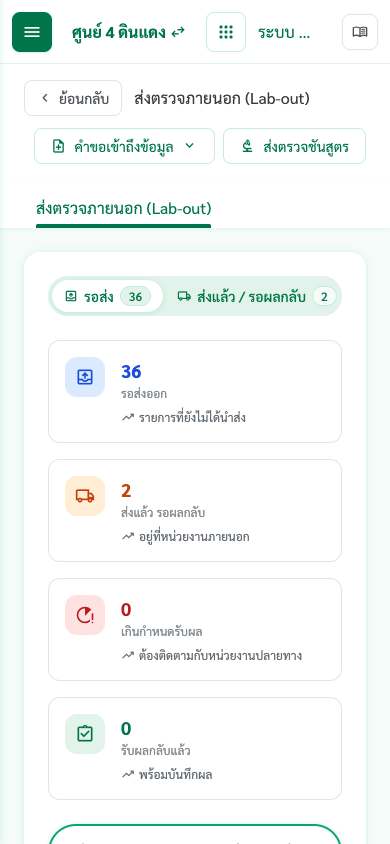 ศูนย์ 4 ดินแดง
ระบบ ...
ย้อนกลับ
ส่งตรวจภายนอก (Lab-out)
คำขอเข้าถึงข้อมูล
ส่งตรวจชันสูตร
ส่งตรวจภายนอก (Lab-out)
รอส่ง 36
ส่งแล้ว / รอผลกลับ 2
36
รอส่งออก
รายการที่ยังไม่ได้นำส่ง
2
ส่งแล้ว รอผลกลับ
อยู่ที่หน่วยงานภายนอก
0
เกินกำหนดรับผล
ต้องติดตามกับหน่วยงานปลายทาง
0
รับผลกลับแล้ว
พร้อมบันทึกผล